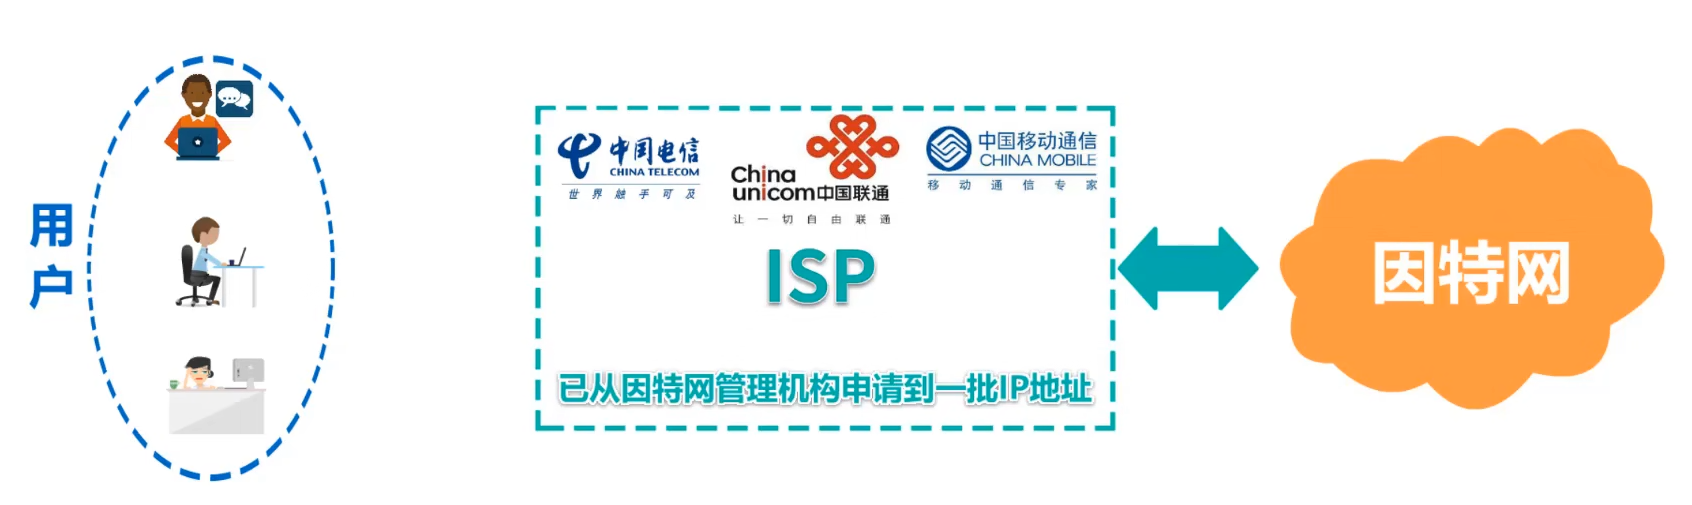 用户
中国电信
CHINA TELECOM
世界触手可及
China
unicom中国联通
让一切自由联通
中国移动通信
CHINA MOBILE
移动通信专家
ISP
已从因特网管理机构申请到一批IP地址
因特网